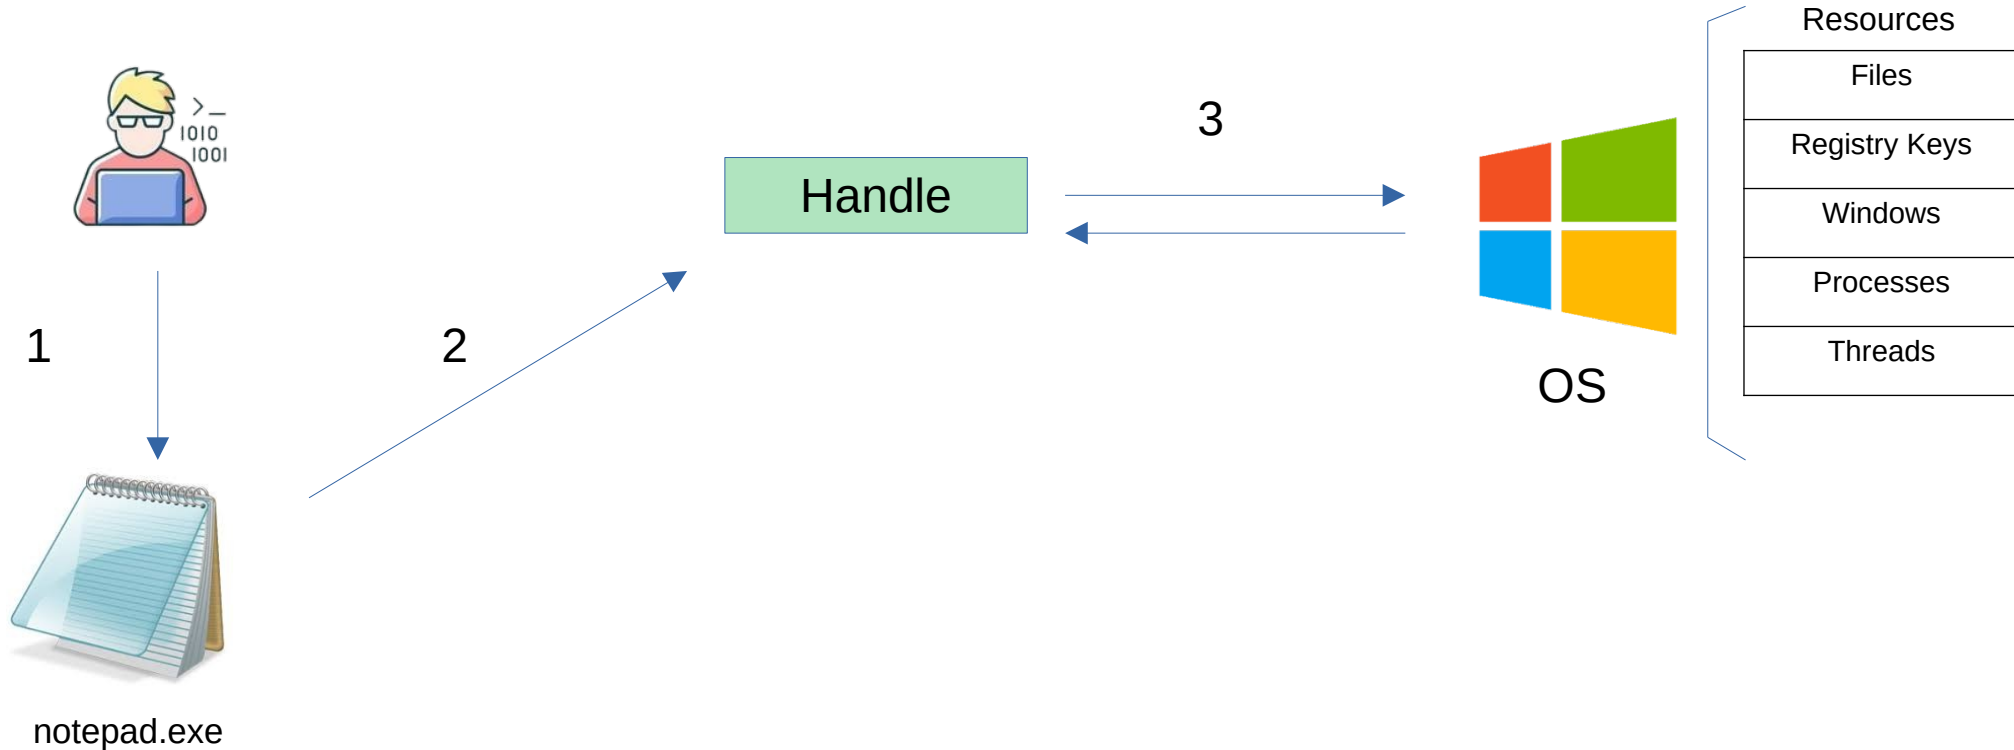 >_
1010
1001
1
notepad.exe
2
Handle
3
OS
Resources
Files
Registry Keys
Windows
Processes
Threads